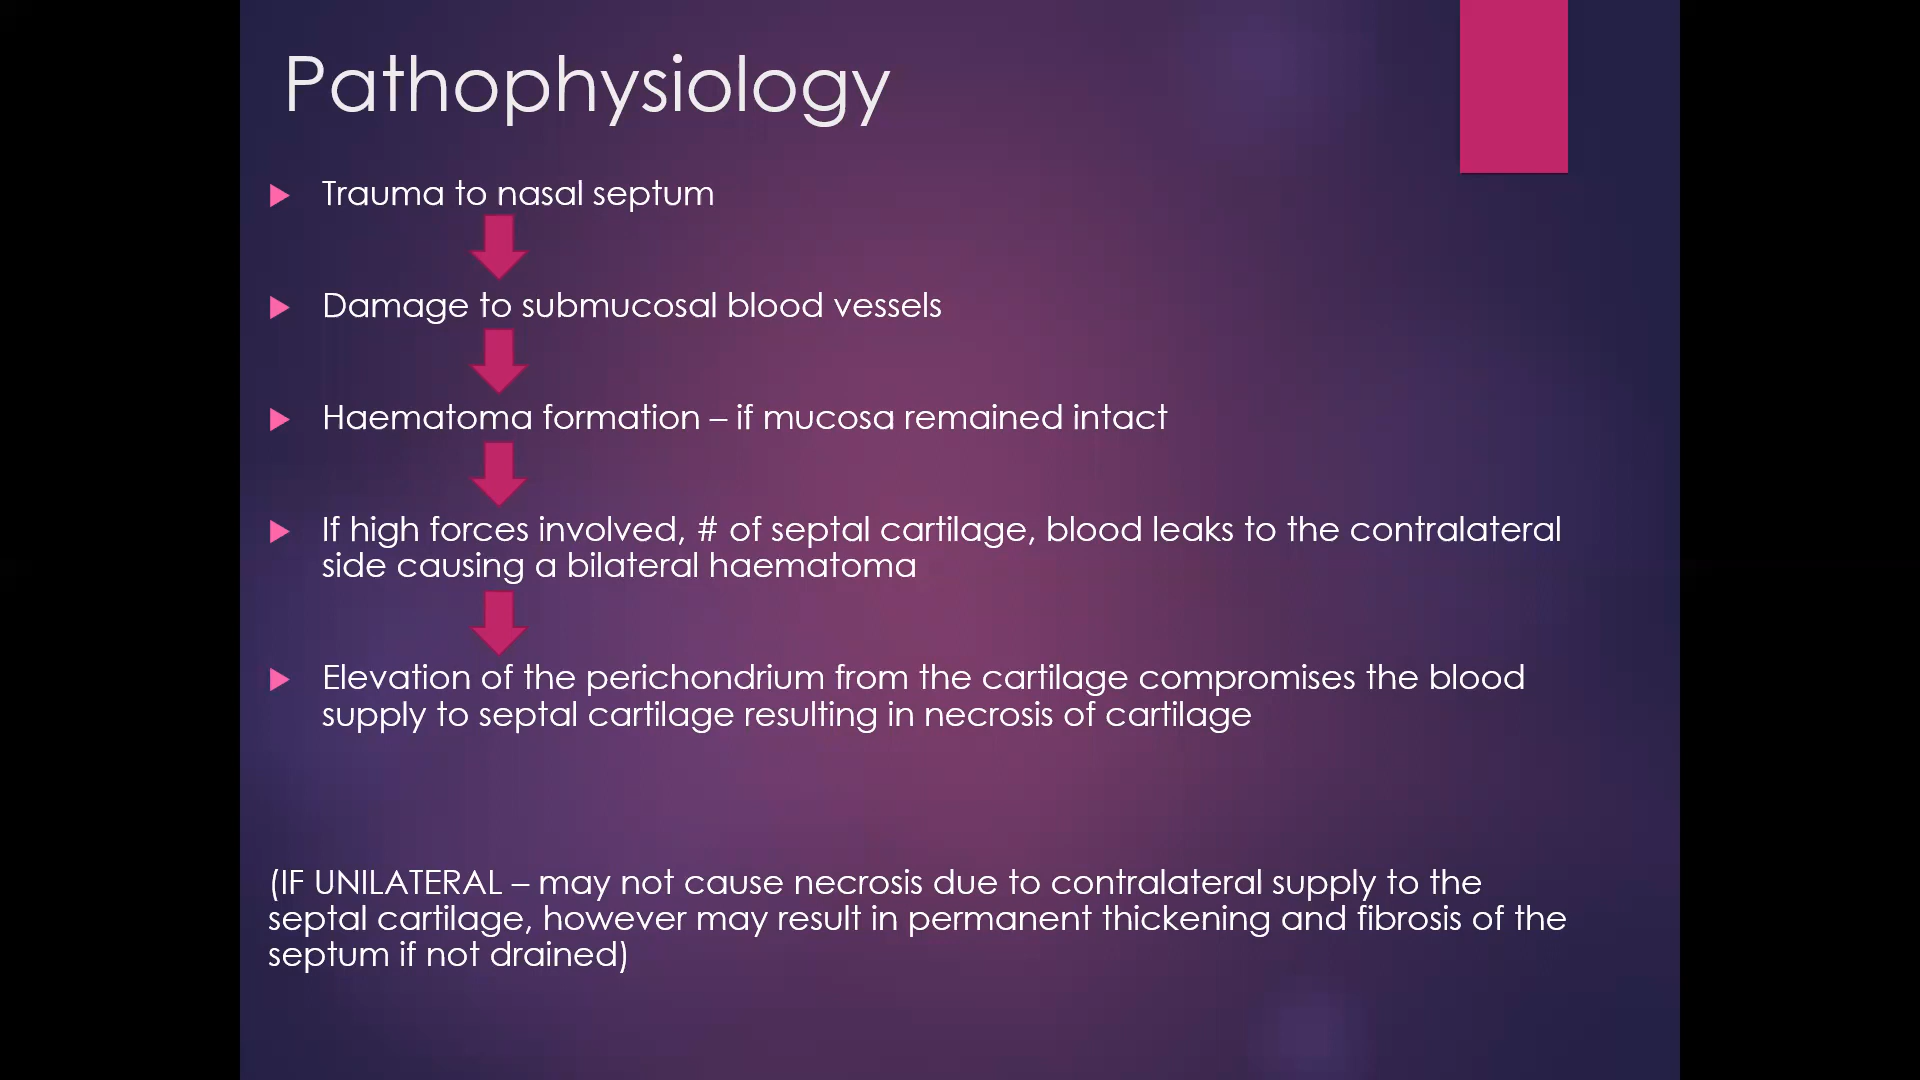 Pathophysiology
Trauma to nasal septum
Damage to submucosal blood vessels
Haematoma formation – if mucosa remained intact
If high forces involved, # of septal cartilage, blood leaks to the contralateral
side causing a bilateral haematoma
Elevation of the perichondrium from the cartilage compromises the blood
supply to septal cartilage resulting in necrosis of cartilage
(IF UNILATERAL – may not cause necrosis due to contralateral supply to the
septal cartilage, however may result in permanent thickening and fibrosis of the
septum if not drained)